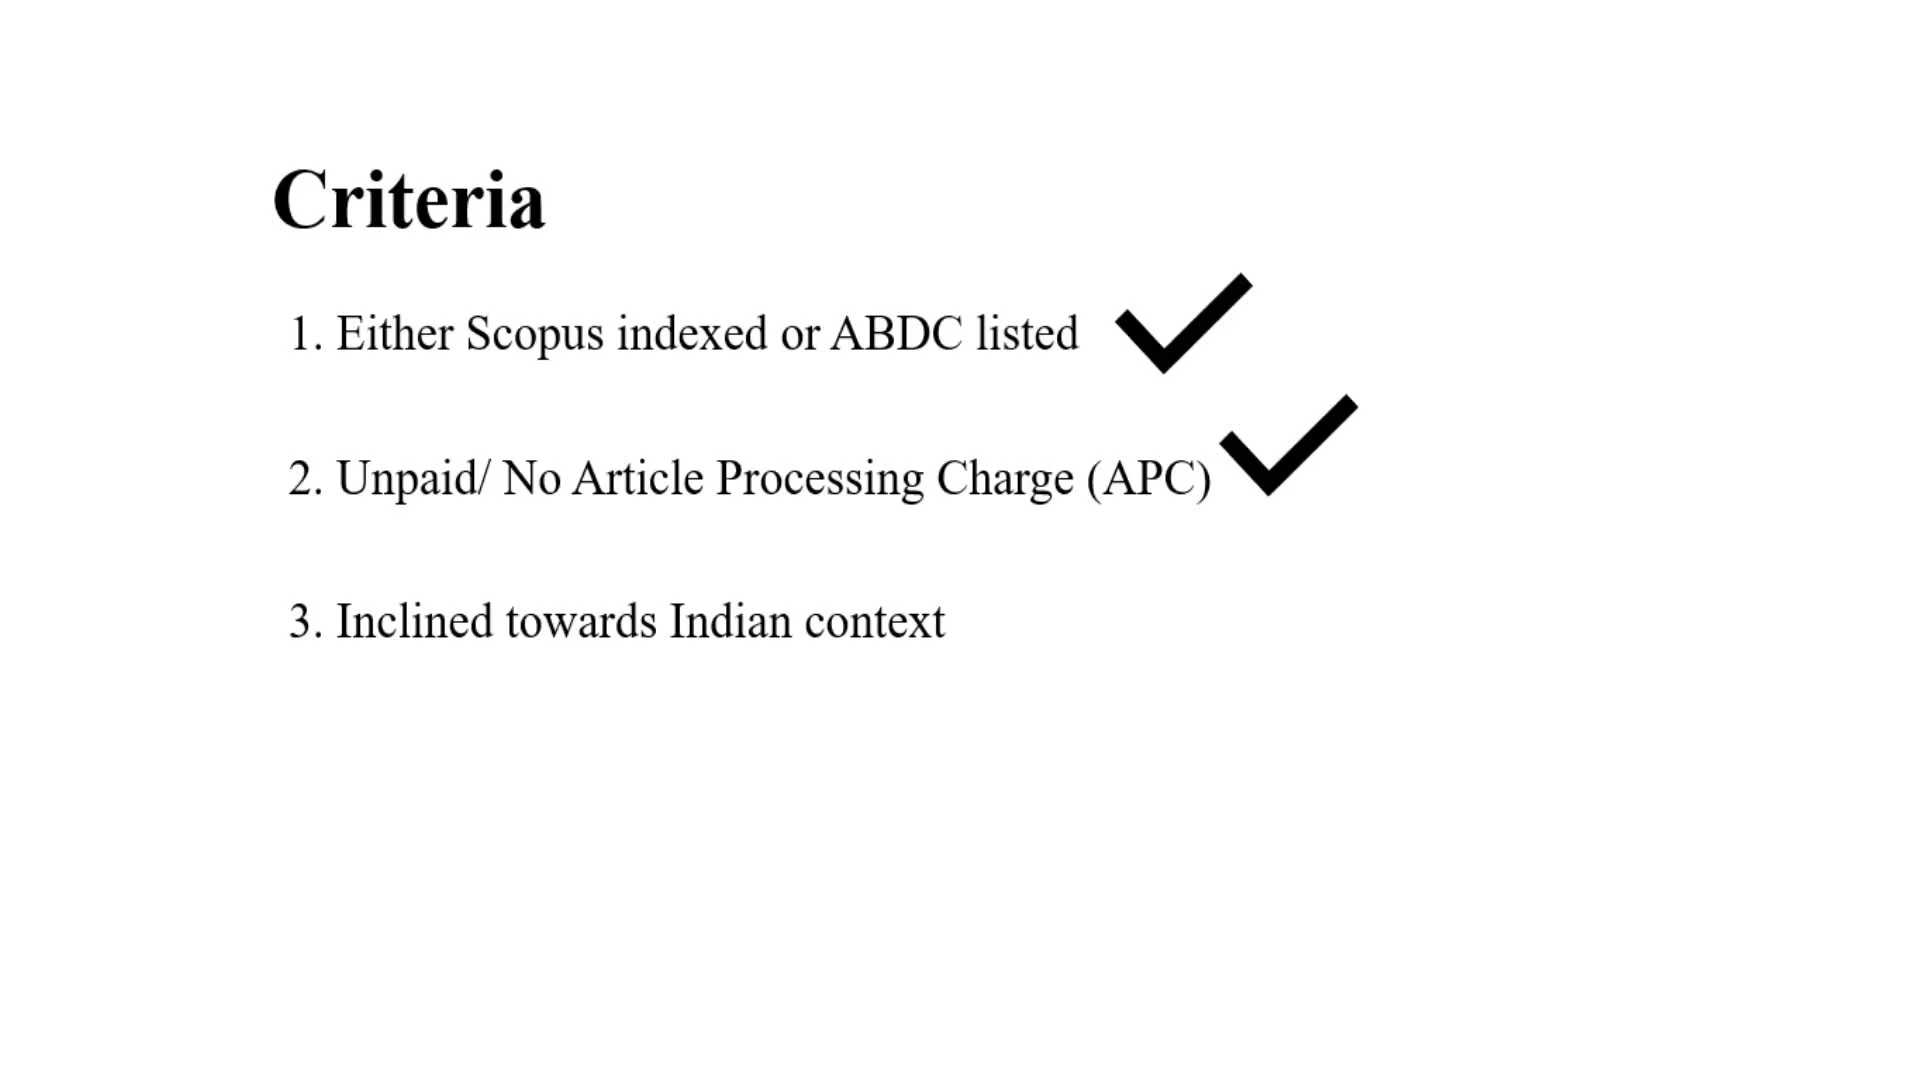 Criteria
1. Either Scopus indexed or ABDC listed
2. Unpaid/ No Article Processing Charge (APC)
3. Inclined towards Indian context